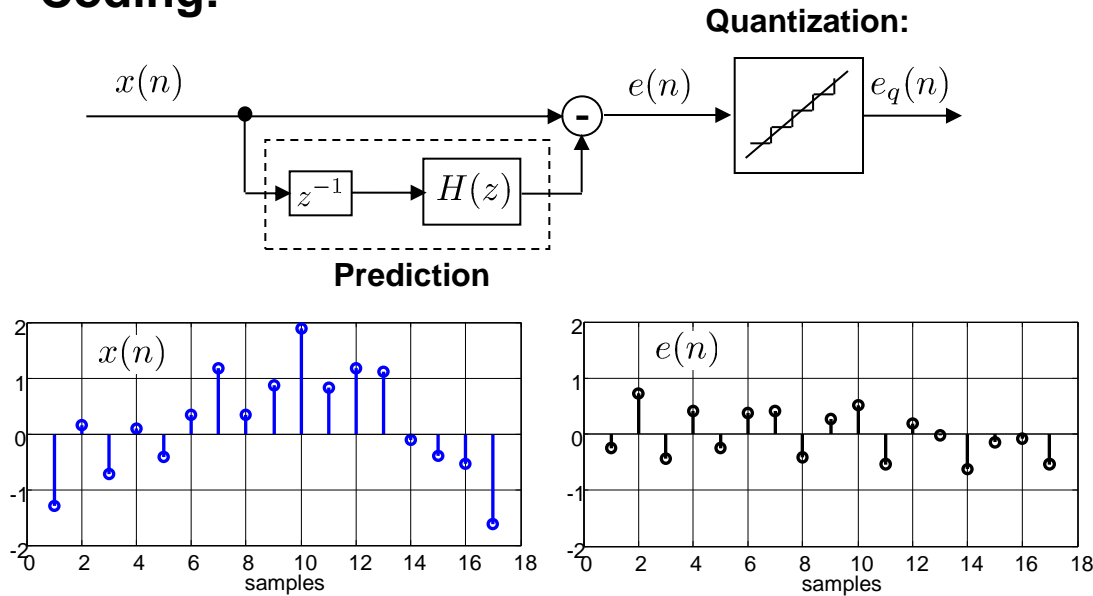 Coding:
Quantization:
x(n)
e(n)
e_q(n)
-
z^{-1}
H(z)
Prediction
2
1
0
-1
-2
x(n)
0 2 4 6 8 10 12 14 16 18
samples
2
1
0
-1
-2
e(n)
0 2 4 6 8 10 12 14 16 18
samples